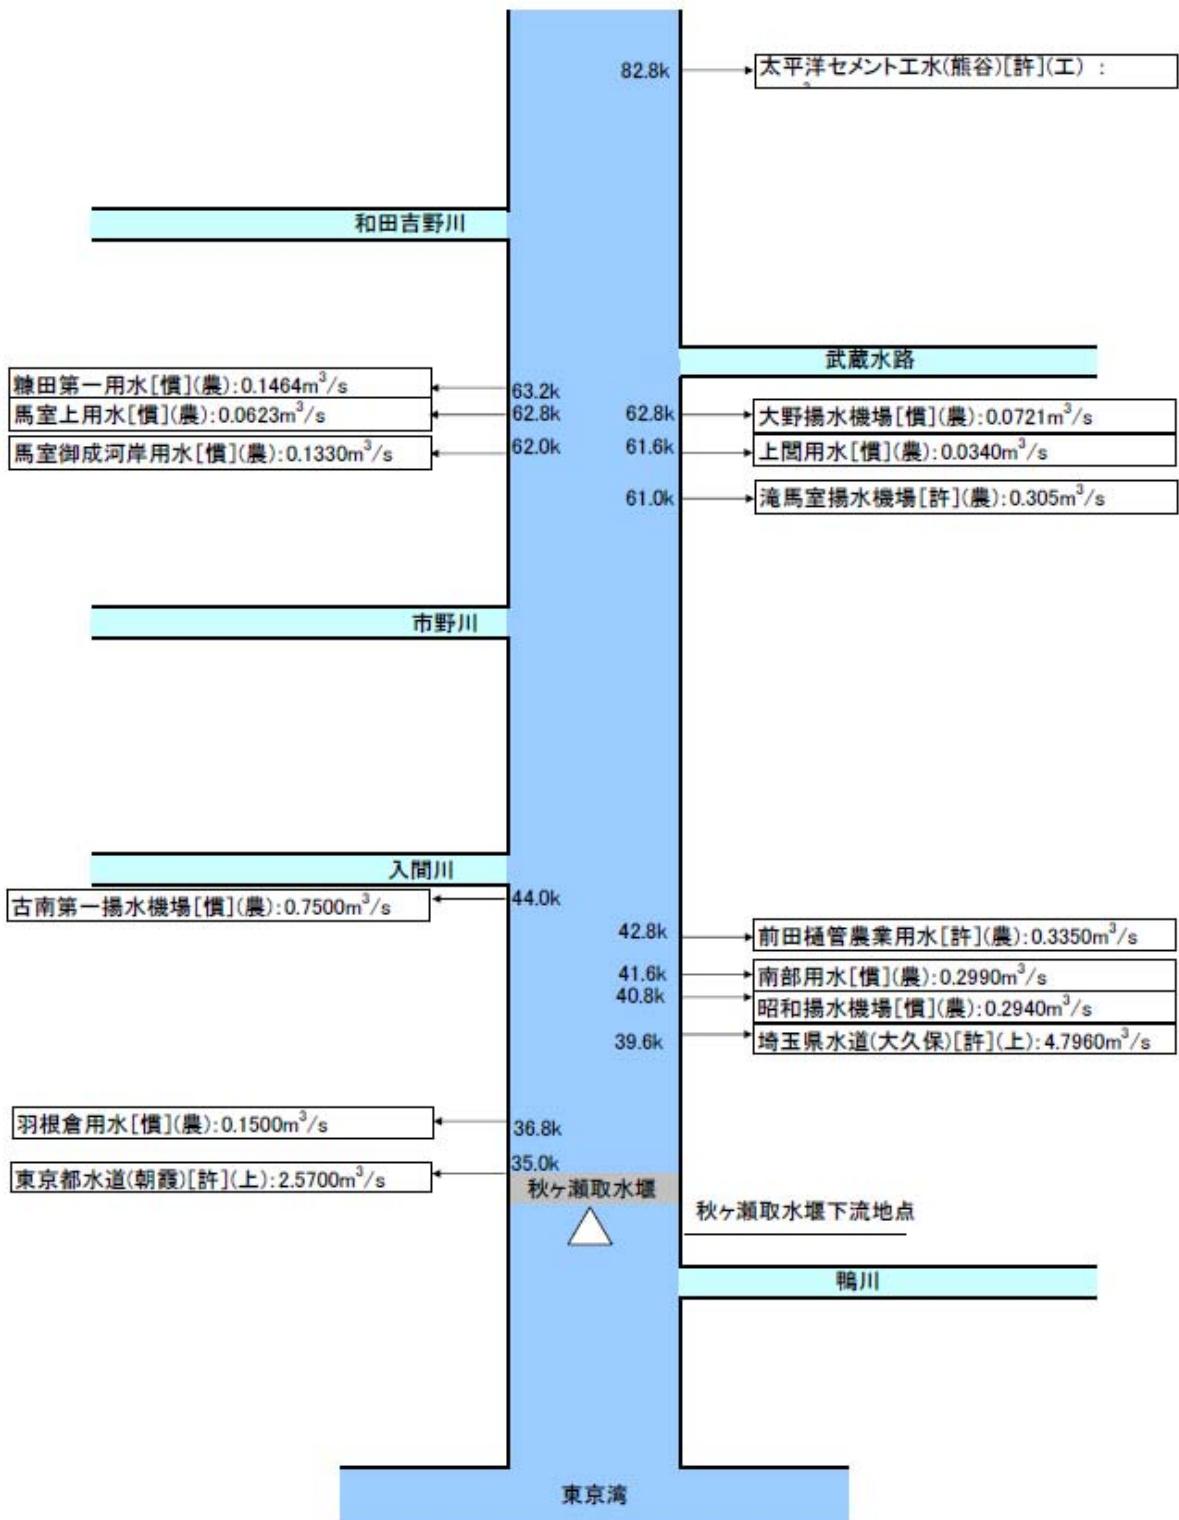 82.8k
太平洋セメント工水(熊谷)[許](工) :
和田吉野川
武蔵水路
糠田第一用水[慣](農):0.1464m³/s
63.2k
馬室上用水[慣](農):0.0623m³/s
62.8k
62.8k
大野揚水機場[慣](農):0.0721m³/s
馬室御成河岸用水[慣](農):0.1330m³/s
62.0k
61.6k
上閭用水[慣](農):0.0340m³/s
61.0k
滝馬室揚水機場[許](農):0.305m³/s
市野川
入間川
古南第一揚水機場[慣](農):0.7500m³/s
44.0k
42.8k
前田樋管農業用水[許](農):0.3350m³/s
41.6k
南部用水[慣](農):0.2990m³/s
40.8k
昭和揚水機場[慣](農):0.2940m³/s
39.6k
埼玉県水道(大久保)[許](上):4.7960m³/s
羽根倉用水[慣](農):0.1500m³/s
36.8k
東京都水道(朝霞)[許](上):2.5700m³/s
35.0k
秋ヶ瀬取水堰
秋ヶ瀬取水堰下流地点
鴨川
東京湾